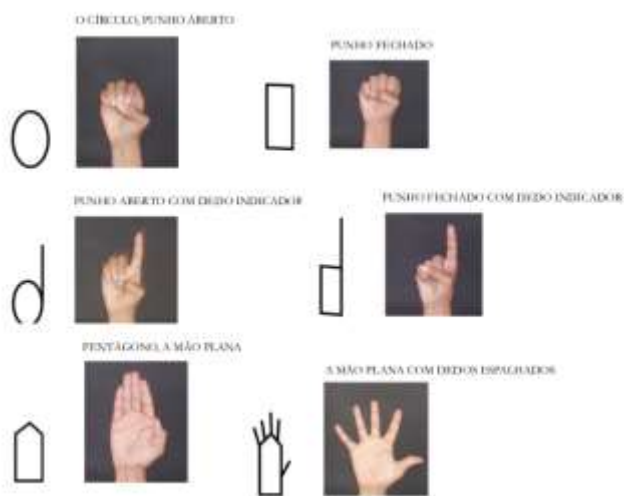 O CÍRCULO, PUNHO ABERTO
PUNHO FECHADO
PUNHO ABERTO COM DEDO INDICADOR
PUNHO FECHADO COM DEDO INDICADOR
PENTÁGONO, A MÃO PLANA
A MÃO PLANA COM DEDOS ESPALHADOS